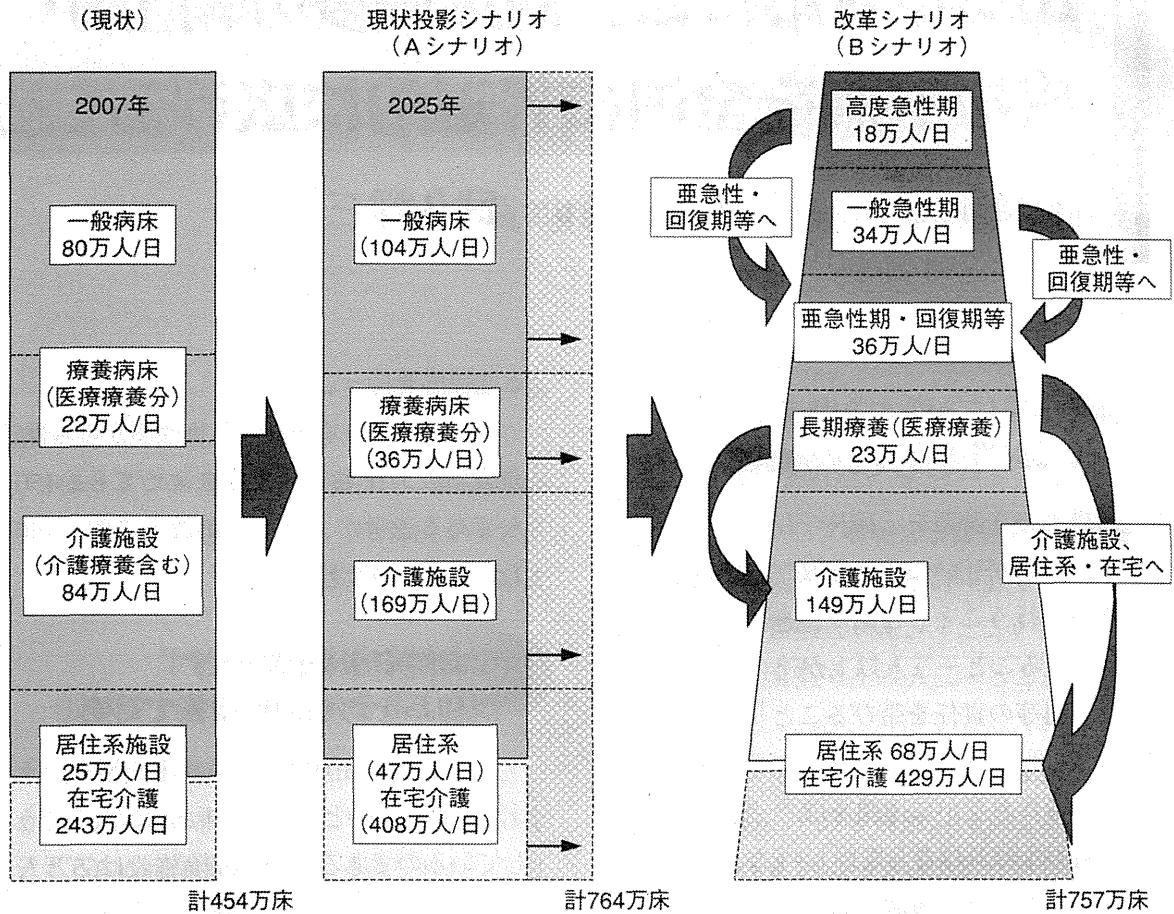 (現状)
2007年
一般病床
80万人/日
療養病床
(医療療養分)
22万人/日
介護施設
(介護療養含む)
84万人/日
居住系施設
25万人/日
在宅介護
243万人/日
計454万床
現状投影シナリオ
(Aシナリオ)
2025年
一般病床
(104万人/日)
療養病床
(医療療養分)
(36万人/日)
介護施設
(169万人/日)
居住系
(47万人/日)
在宅介護
(408万人/日)
計764万床
改革シナリオ
(Bシナリオ)
高度急性期
18万人/日
亜急性・
回復期等へ
一般急性期
34万人/日
亜急性・
回復期等へ
亜急性期・回復期等
36万人/日
長期療養(医療療養)
23万人/日
介護施設、
居住系・在宅へ
介護施設
149万人/日
居住系 68万人/日
在宅介護 429万人/日
計757万床